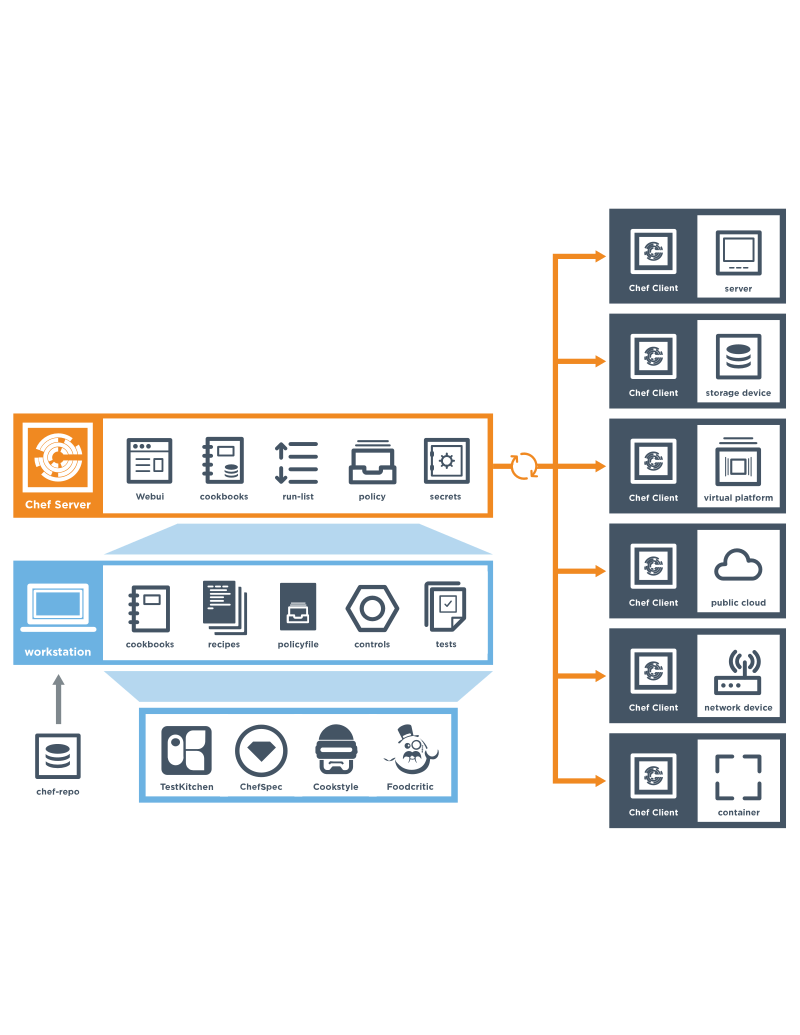 Chef Server
Webui
cookbooks
run-list
policy
secrets
workstation
cookbooks
recipes
policyfile
controls
tests
chef-repo
TestKitchen
ChefSpec
Cookstyle
Foodcritic
Chef Client
server
Chef Client
storage device
Chef Client
virtual platform
Chef Client
public cloud
Chef Client
network device
Chef Client
container